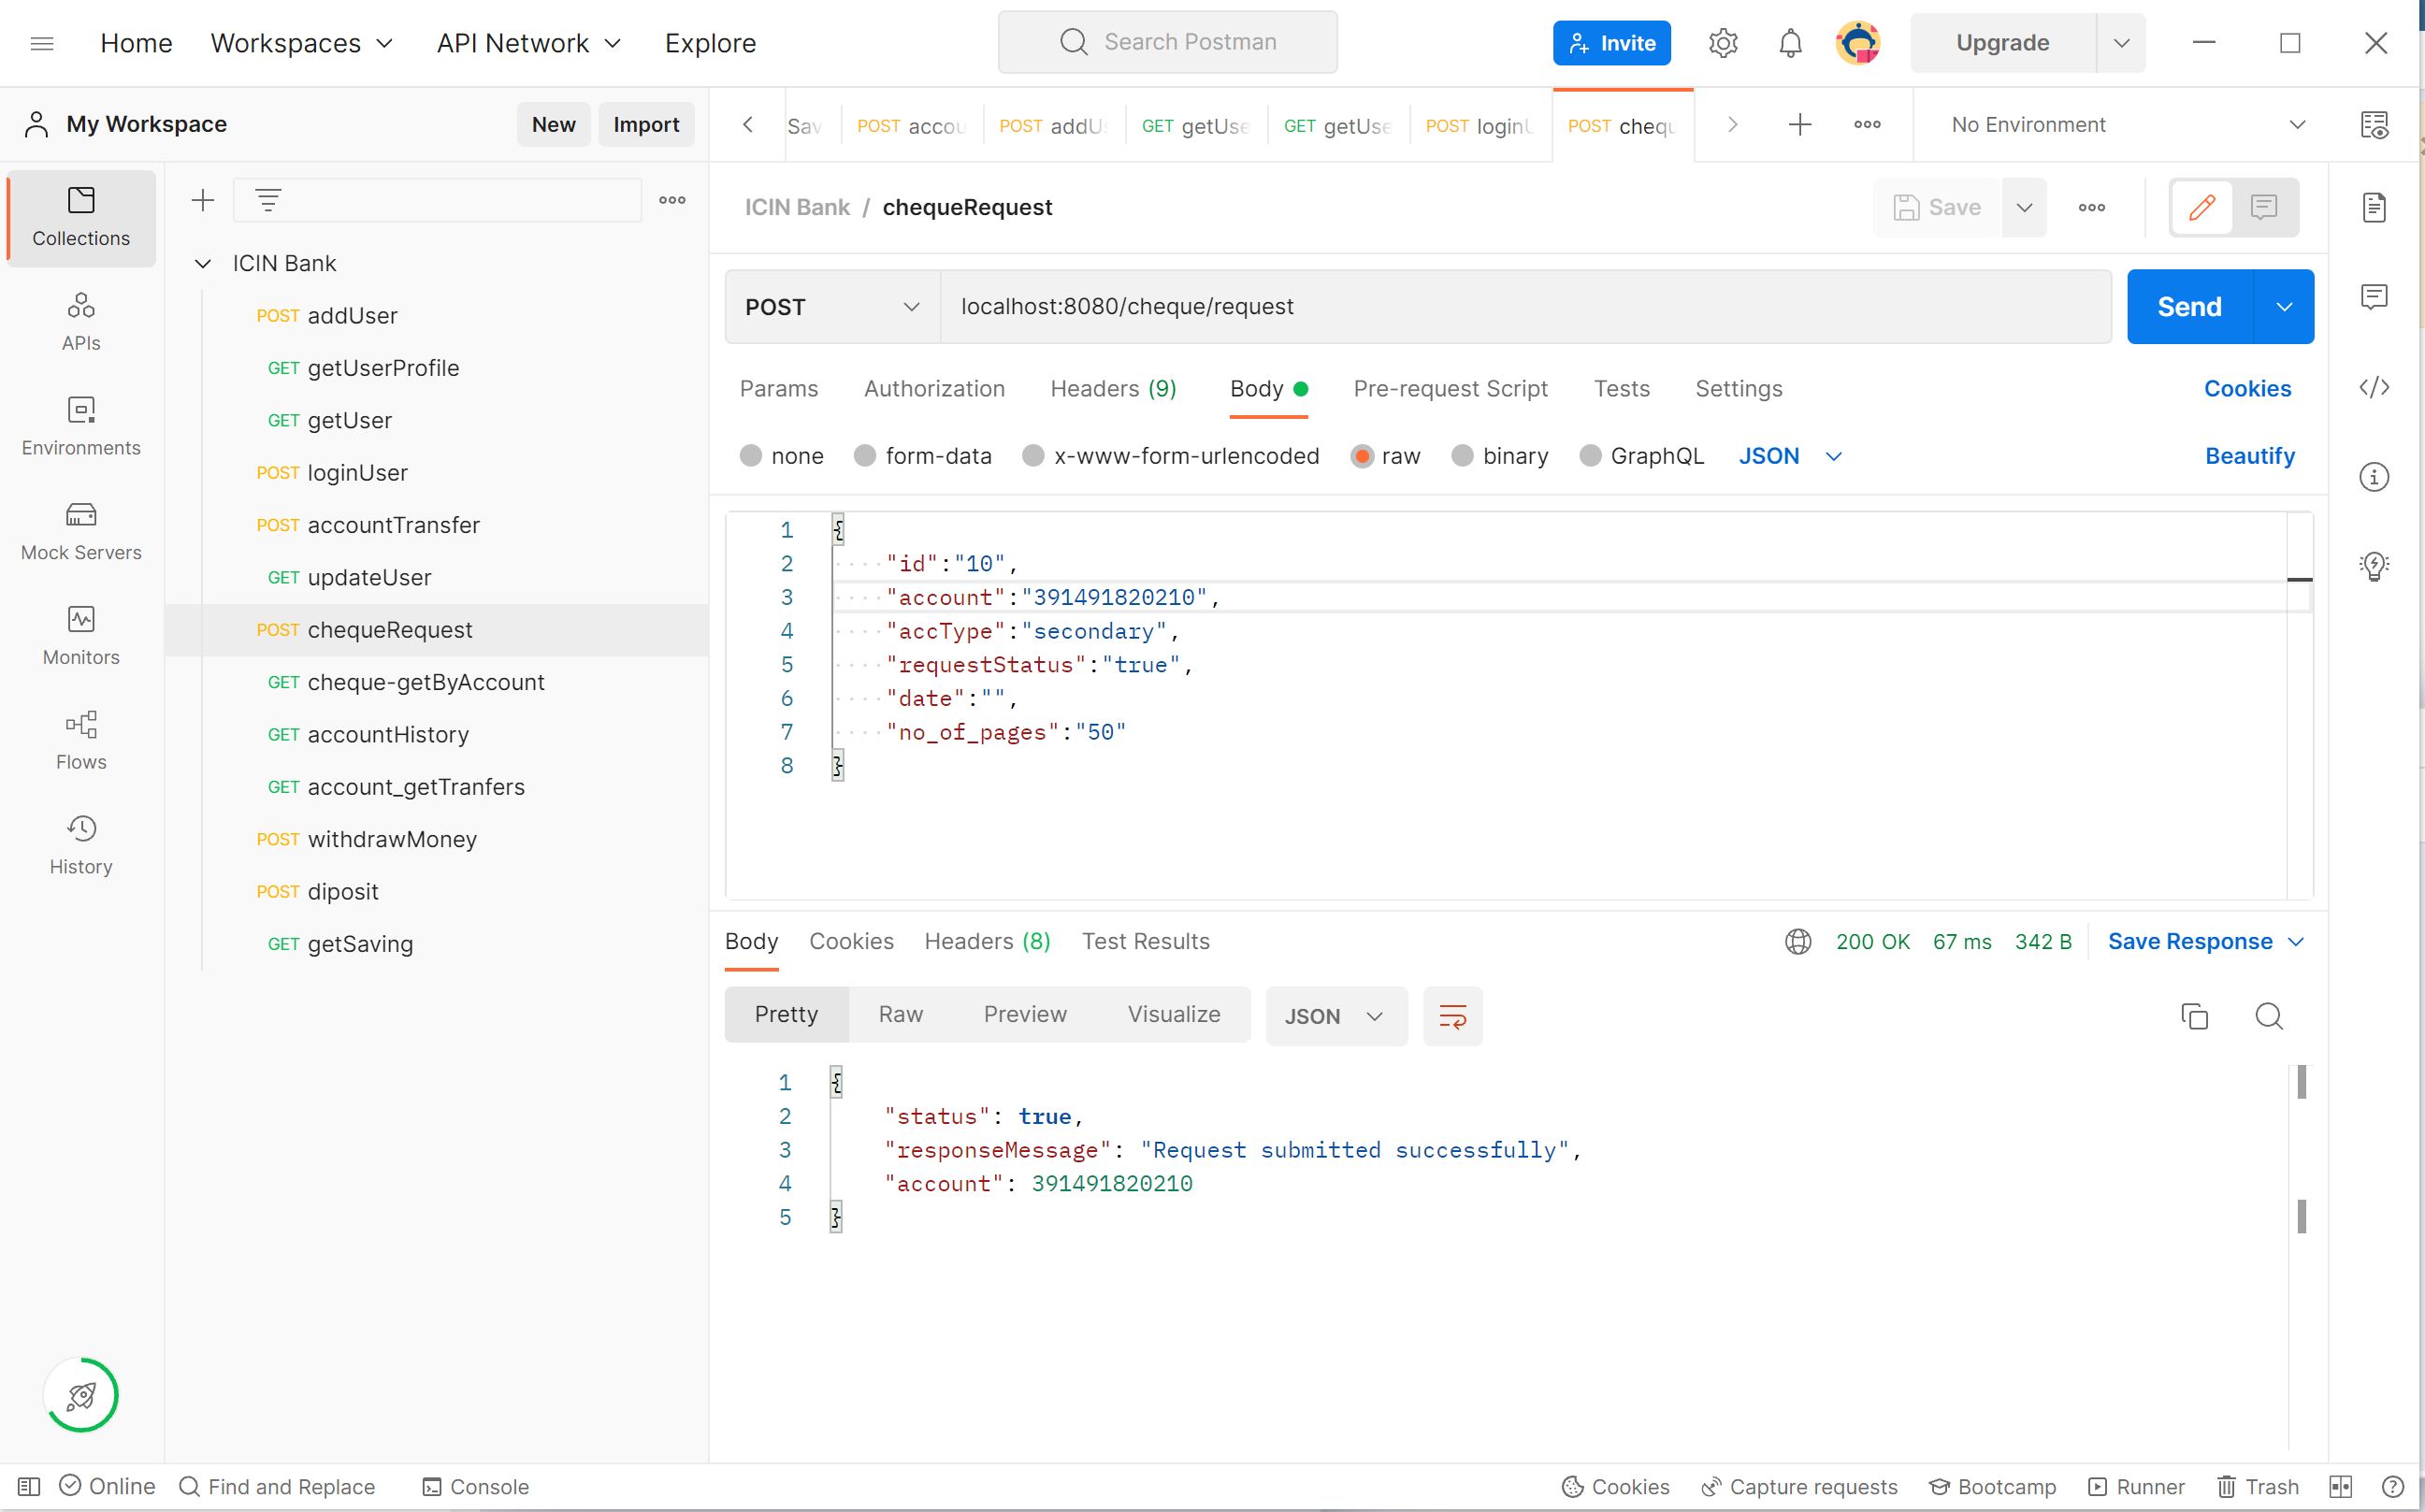 Home Workspaces API Network Explore Search Postman Invite Upgrade
My Workspace New Import
Sav POST accou POST addUs GET getUse GET getUse POST loginU POST chequ No Environment
Collections
APIs
Environments
Mock Servers
Monitors
Flows
History
ICIN Bank
POST addUser
GET getUserProfile
GET getUser
POST loginUser
POST accountTransfer
GET updateUser
POST chequeRequest
GET cheque-getByAccount
GET accountHistory
GET account_getTranfers
POST withdrawMoney
POST diposit
GET getSaving
ICIN Bank / chequeRequest Save
POST localhost:8080/cheque/request Send
Params Authorization Headers (9) Body Pre-request Script Tests Settings Cookies
none form-data x-www-form-urlencoded raw binary GraphQL JSON Beautify
1 {
2 "id":"10",
3 "account":"391491820210",
4 "accType":"secondary",
5 "requestStatus":"true",
6 "date":"",
7 "no_of_pages":"50"
8 }
Body Cookies Headers (8) Test Results 200 OK 67 ms 342 B Save Response
Pretty Raw Preview Visualize JSON
1 {
2 "status": true,
3 "responseMessage": "Request submitted successfully",
4 "account": 391491820210
5 }
Online Find and Replace Console Cookies Capture requests Bootcamp Runner Trash